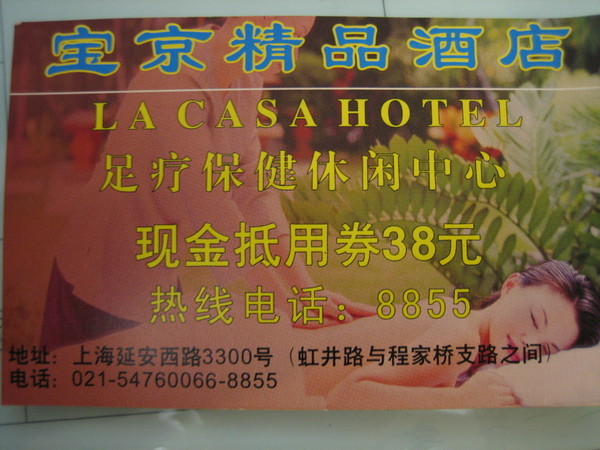 宝京精品酒店
LA CASA HOTEL
足疗保健休闲中心
现金抵用券38元
热线电话：8855
地址：上海延安西路3300号（虹井路与程家桥支路之间）
电话：021-54760066-8855